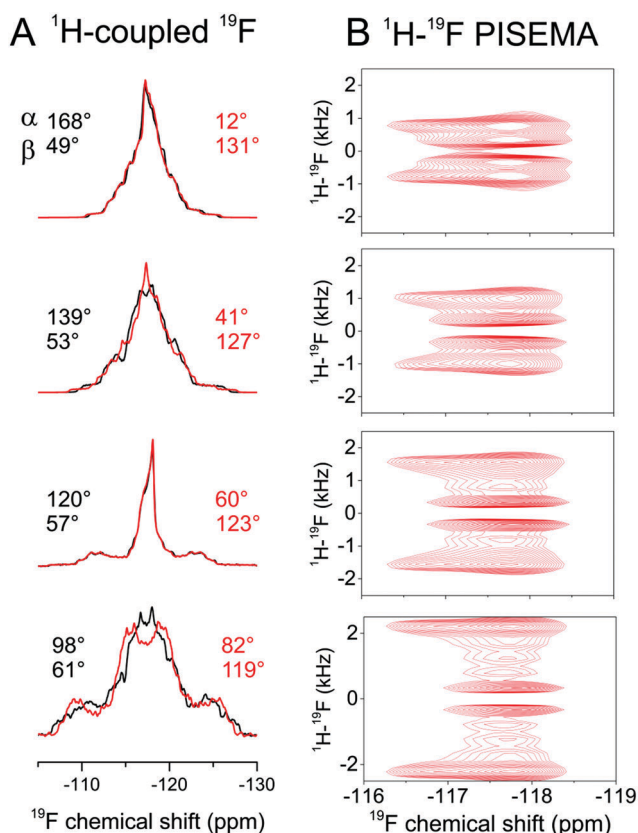 A ¹H-coupled ¹⁹F
B ¹H-¹⁹F PISEMA
α 168°
β 49°
12°
131°
139°
53°
41°
127°
120°
57°
60°
123°
98°
61°
82°
119°
-110 -120 -130
¹⁹F chemical shift (ppm)
¹H-¹⁹F (kHz)
2
1
0
-1
-2
¹H-¹⁹F (kHz)
2
1
0
-1
-2
¹H-¹⁹F (kHz)
2
1
0
-1
-2
¹H-¹⁹F (kHz)
2
0
-2
-116 -117 -118 -119
¹⁹F chemical shift (ppm)